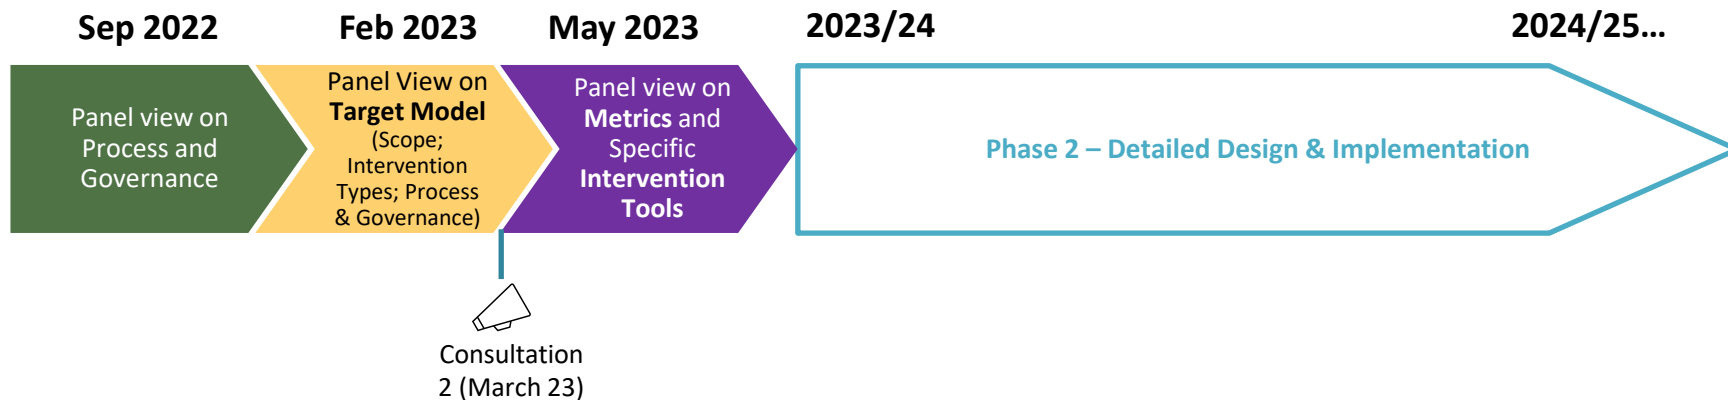 Sep 2022
Feb 2023
May 2023
2023/24
2024/25...
Panel view on
Process and
Governance
Panel View on
Target Model
(Scope;
Intervention
Types; Process
& Governance)
Panel view on
Metrics and
Specific
Intervention
Tools
Phase 2 – Detailed Design & Implementation
Consultation
2 (March 23)